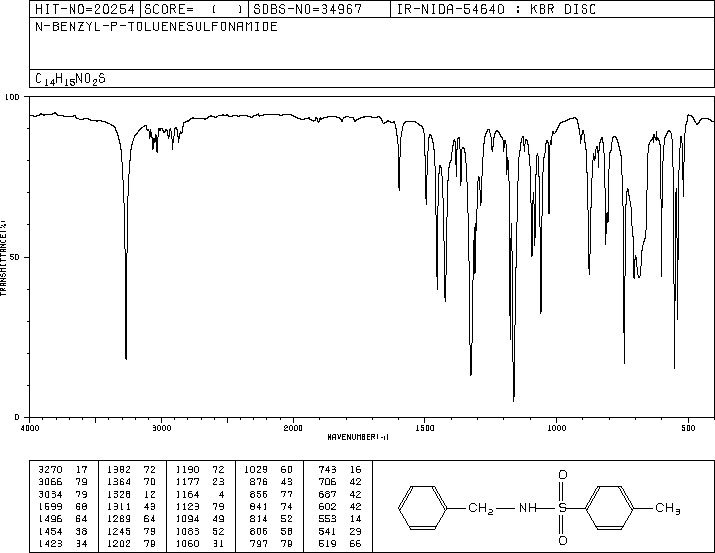 HIT-NO=20254 SCORE= ( ) SDBS-NO=34967 IR-NIDA-54640 : KBR DISC
N-BENZYL-P-TOLUENESULFONAMIDE
C14H15NO2S
100
50
0
TRANSMITTANCE(%)
4000 3000 2000 1500 1000 500
WAVENUMBER(-1)
3270 17 1382 72 1190 72 1029 60 743 16
3066 79 1364 70 1177 23 876 43 706 42
3034 79 1328 12 1164 4 856 77 687 42
1599 68 1311 43 1123 79 841 74 602 42
1496 64 1289 64 1094 49 814 52 553 14
1454 38 1245 79 1083 52 806 58 541 29
1423 34 1202 79 1060 31 797 79 519 66
O
CH2 NH S CH3
O